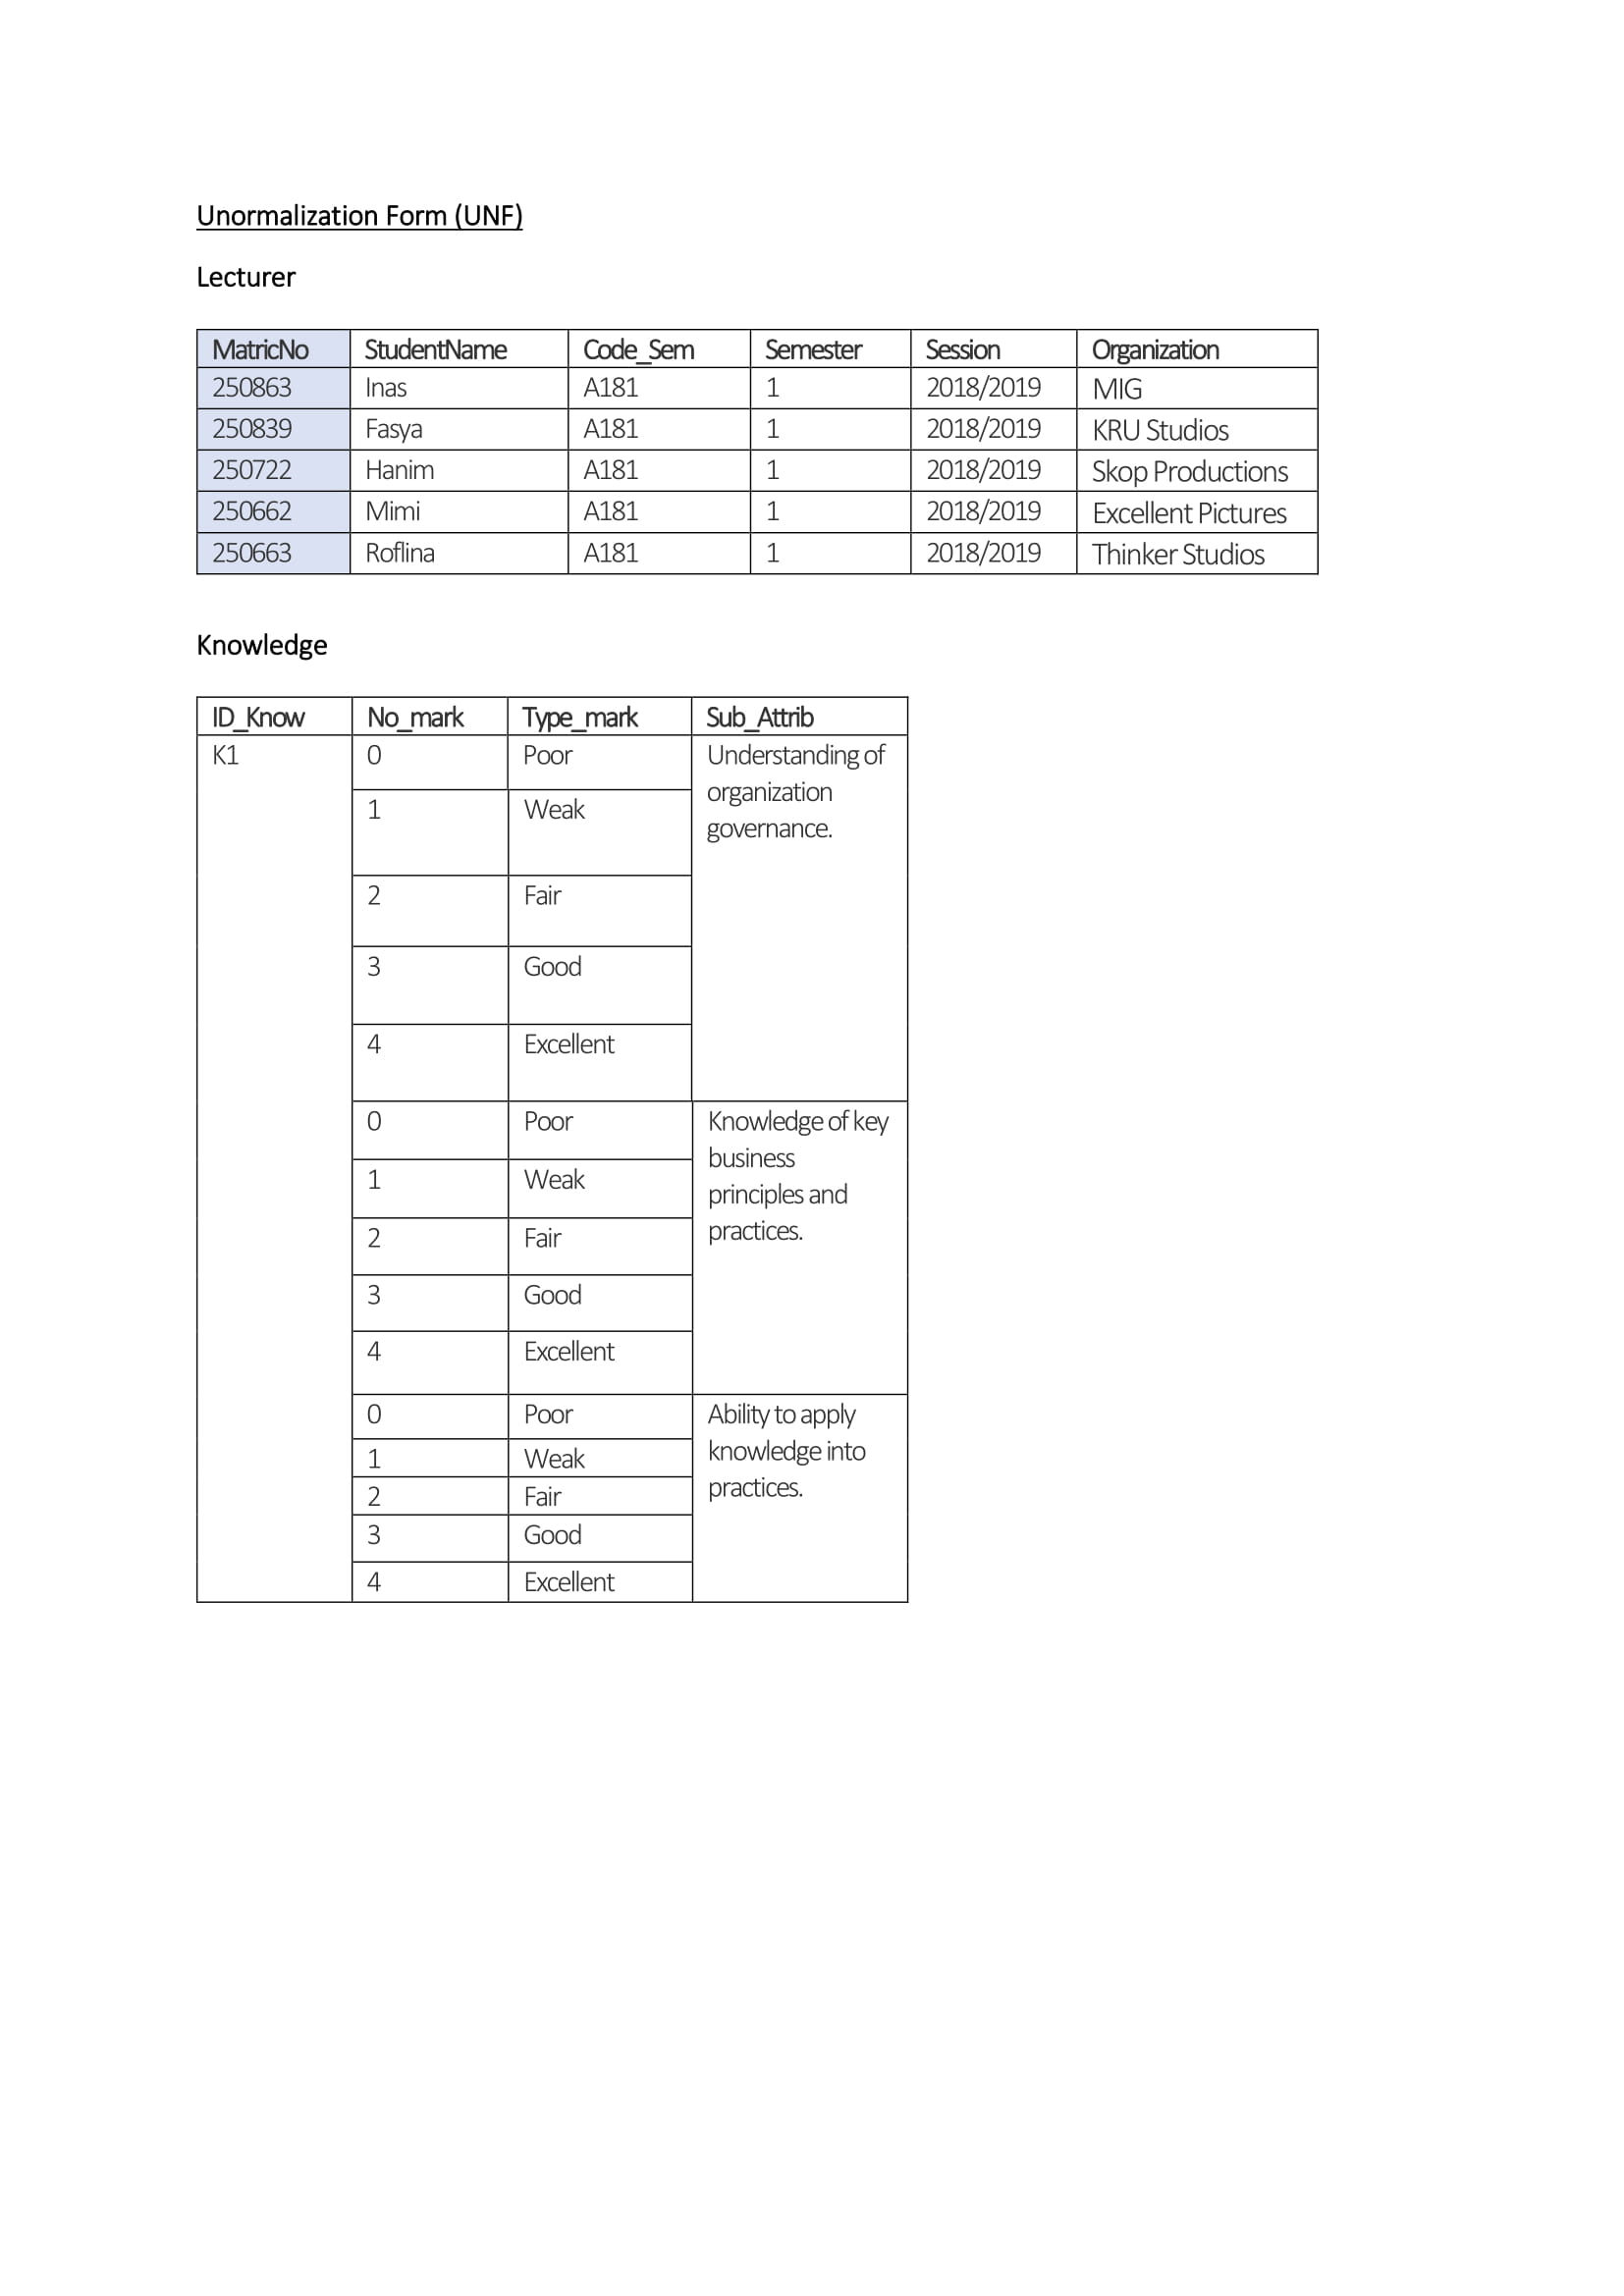 Unormalization Form (UNF)
Lecturer
MatricNo StudentName Code_Sem Semester Session Organization
250863 Inas A181 1 2018/2019 MIG
250839 Fasya A181 1 2018/2019 KRU Studios
250722 Hanim A181 1 2018/2019 Skop Productions
250662 Mimi A181 1 2018/2019 Excellent Pictures
250663 Roflina A181 1 2018/2019 Thinker Studios
Knowledge
ID_Know No_mark Type_mark Sub_Attrib
K1 0 Poor Understanding of
organization
1 Weak
governance.
2 Fair
3 Good
4 Excellent
0 Poor Knowledge of key
business
1 Weak
principles and
2 Fair
practices.
3 Good
4 Excellent
0 Poor Ability to apply
1 Weak knowledge into
2 Fair practices.
3 Good
4 Excellent